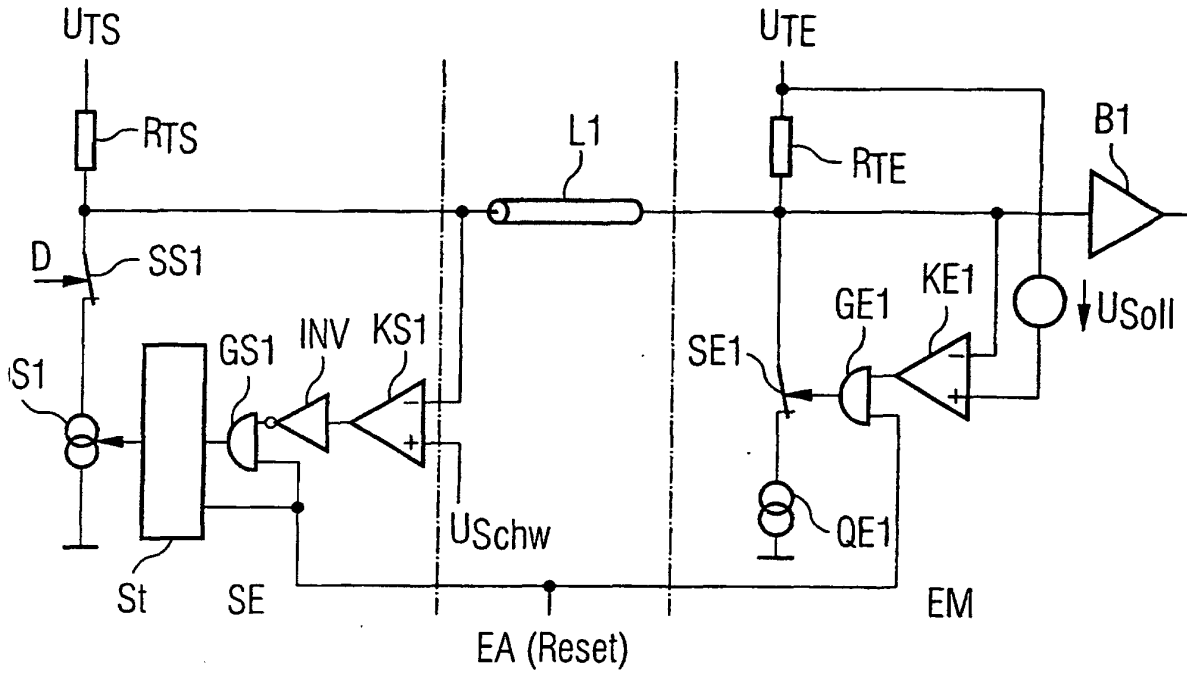 UTS
UTE
RTS
L1
RTE
B1
D
SS1
KE1
GE1
USoll
INV
KS1
GS1
SE1
S1
−
+
−
+
USchw
QE1
St
SE
EM
EA (Reset)